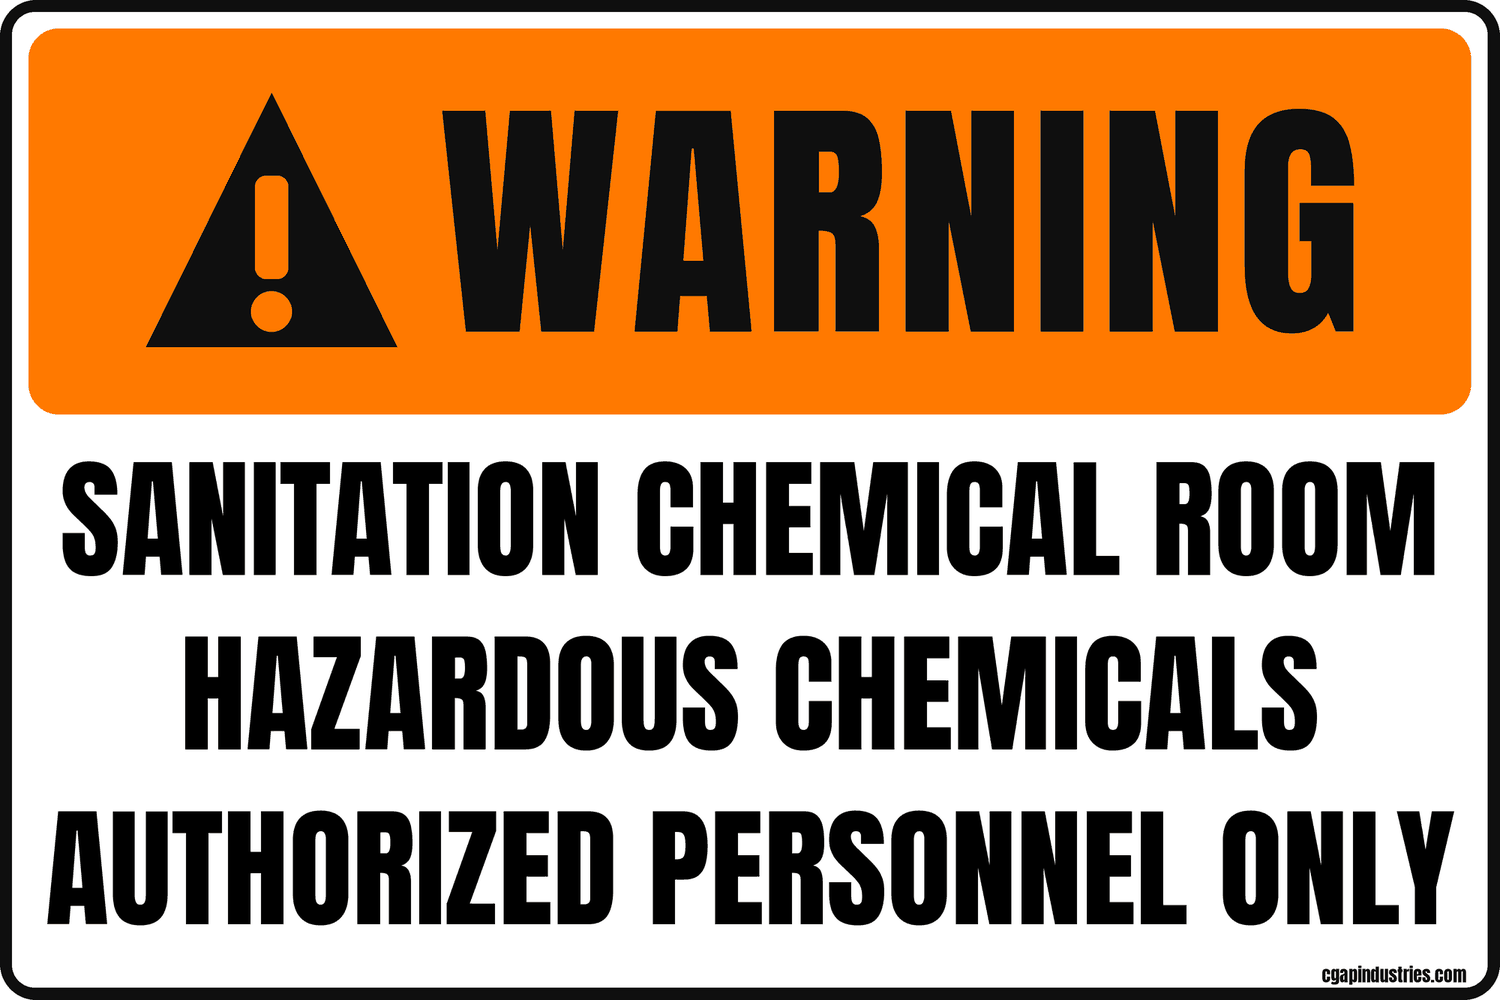 WARNING
SANITATION CHEMICAL ROOM
HAZARDOUS CHEMICALS
AUTHORIZED PERSONNEL ONLY
cgapindustries.com